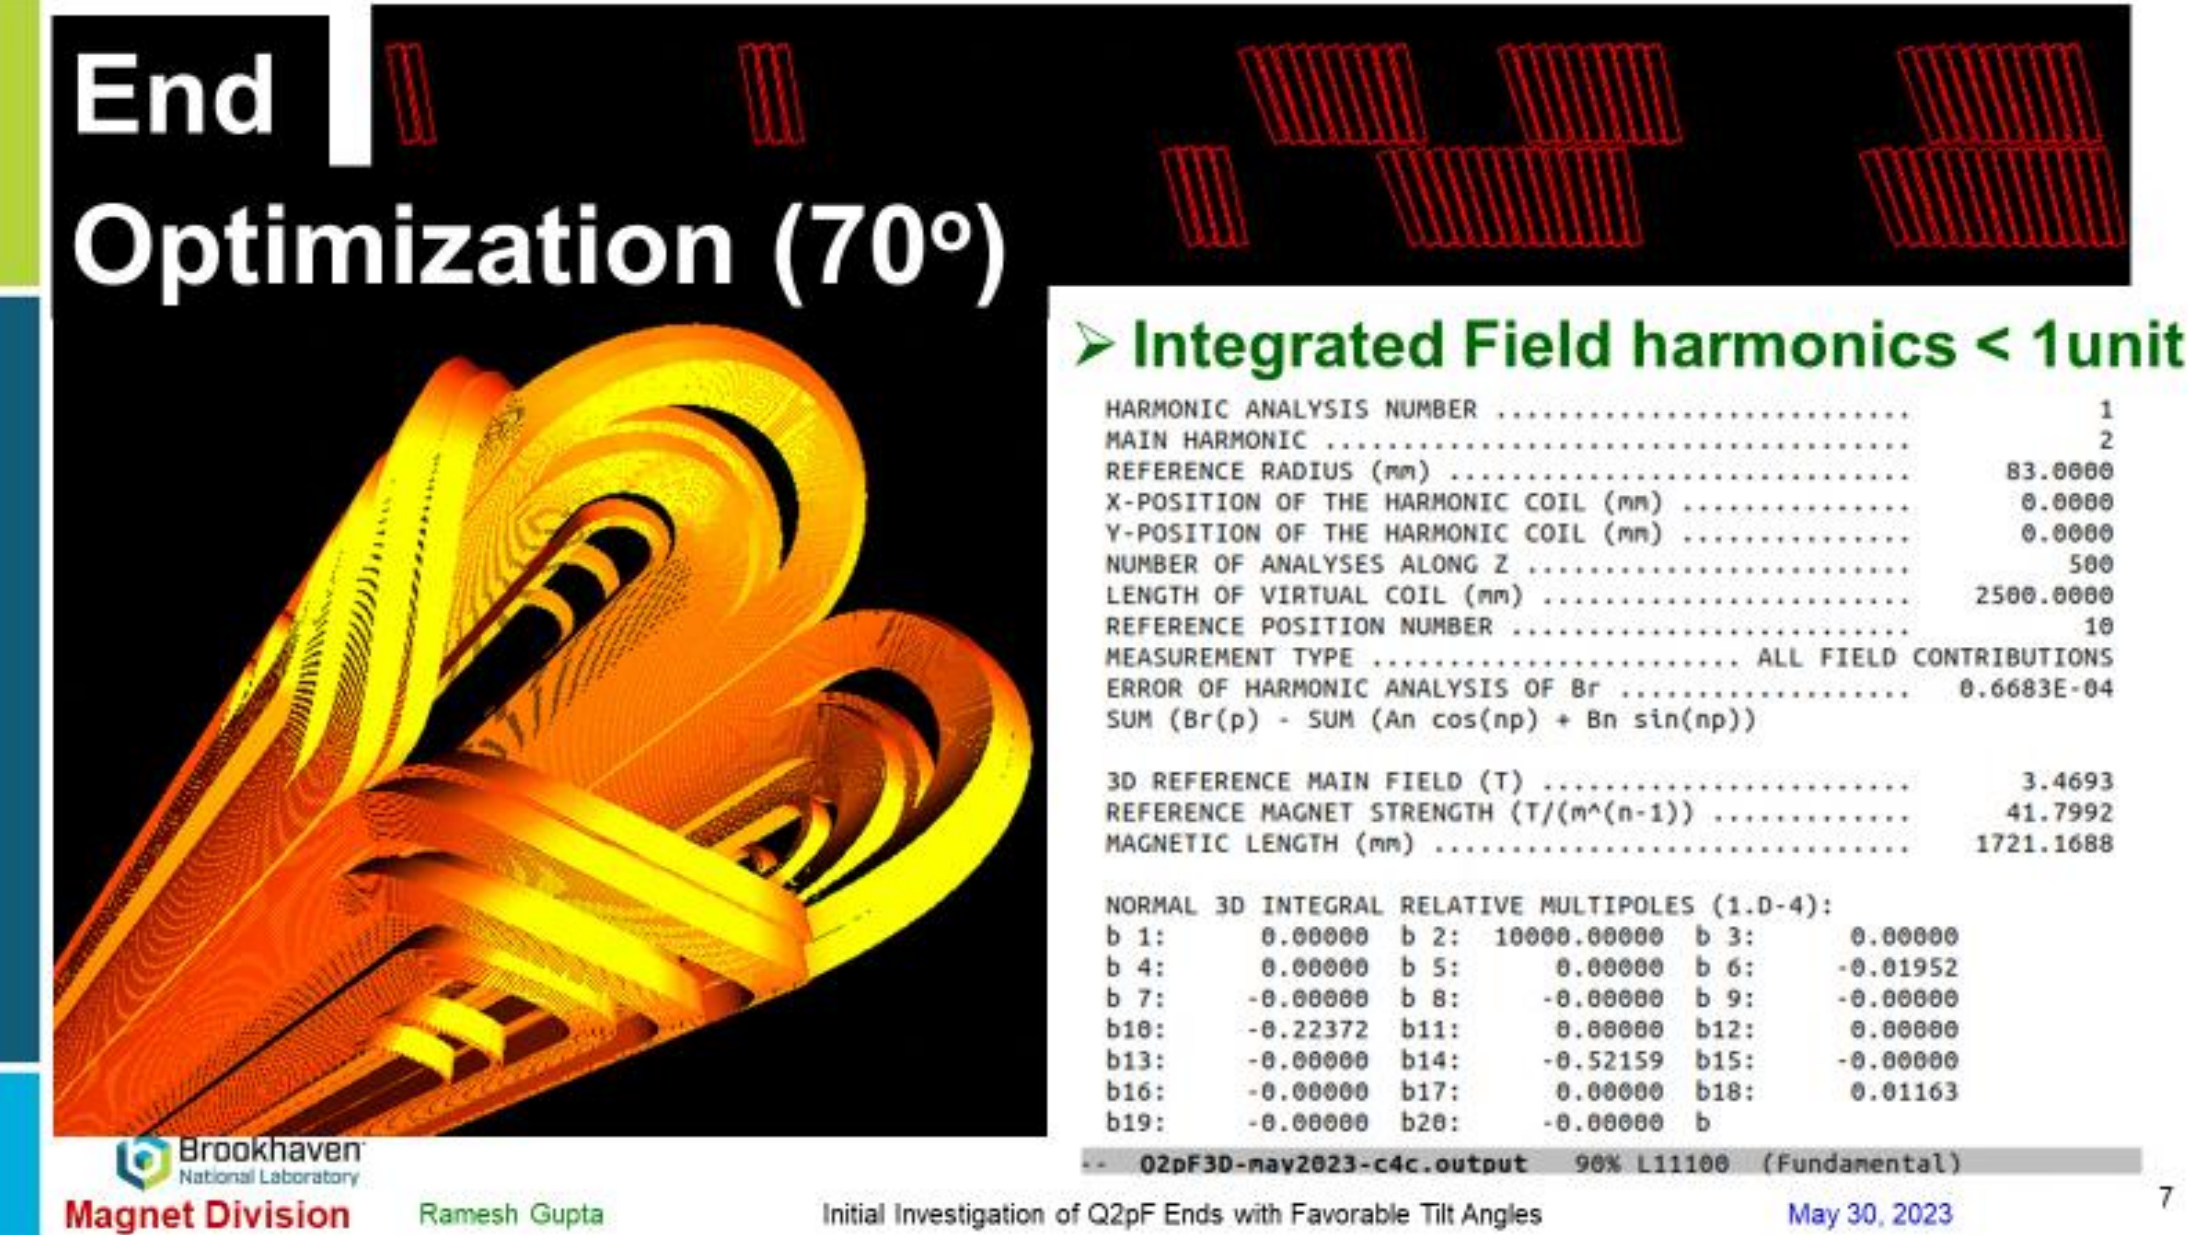 End
Optimization (70º)
➢ Integrated Field harmonics < 1unit
HARMONIC ANALYSIS NUMBER ........................... 1
MAIN HARMONIC ...................................... 2
REFERENCE RADIUS (mm) .............................. 83.0000
X-POSITION OF THE HARMONIC COIL (mm) ............... 0.0000
Y-POSITION OF THE HARMONIC COIL (mm) ............... 0.0000
NUMBER OF ANALYSES ALONG Z ......................... 500
LENGTH OF VIRTUAL COIL (mm) ........................ 2500.0000
REFERENCE POSITION NUMBER .......................... 10
MEASUREMENT TYPE ........................ ALL FIELD CONTRIBUTIONS
ERROR OF HARMONIC ANALYSIS OF Br ................... 0.6683E-04
SUM (Br(p) - SUM (An cos(np) + Bn sin(np))
3D REFERENCE MAIN FIELD (T) ........................ 3.4693
REFERENCE MAGNET STRENGTH (T/(m^(n-1)) ............. 41.7992
MAGNETIC LENGTH (mm) ............................... 1721.1688
NORMAL 3D INTEGRAL RELATIVE MULTIPOLES (1.D-4):
b 1: 0.00000 b 2: 10000.00000 b 3: 0.00000
b 4: 0.00000 b 5: 0.00000 b 6: -0.01952
b 7: -0.00000 b 8: -0.00000 b 9: -0.00000
b10: -0.22372 b11: 0.00000 b12: 0.00000
b13: -0.00000 b14: -0.52159 b15: -0.00000
b16: -0.00000 b17: 0.00000 b18: 0.01163
b19: -0.00000 b20: -0.00000 b
-- Q2pF3D-may2023-c4c.output 90% L11100 (Fundamental)
Brookhaven
National Laboratory
Magnet Division Ramesh Gupta Initial Investigation of Q2pF Ends with Favorable Tilt Angles May 30, 2023 7